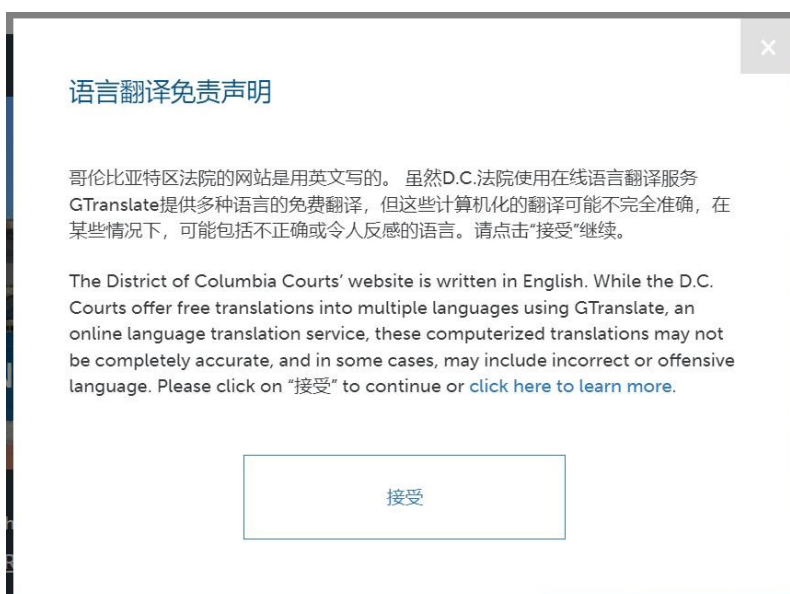 ×
语言翻译免责声明
哥伦比亚特区法院的网站是用英文写的。 虽然D.C.法院使用在线语言翻译服务
GTranslate提供多种语言的免费翻译，但这些计算机化的翻译可能不完全准确，在
某些情况下，可能包括不正确或令人反感的语言。请点击“接受”继续。
The District of Columbia Courts’ website is written in English. While the D.C.
Courts offer free translations into multiple languages using GTranslate, an
online language translation service, these computerized translations may not
be completely accurate, and in some cases, may include incorrect or offensive
language. Please click on “接受” to continue or click here to learn more.
接受